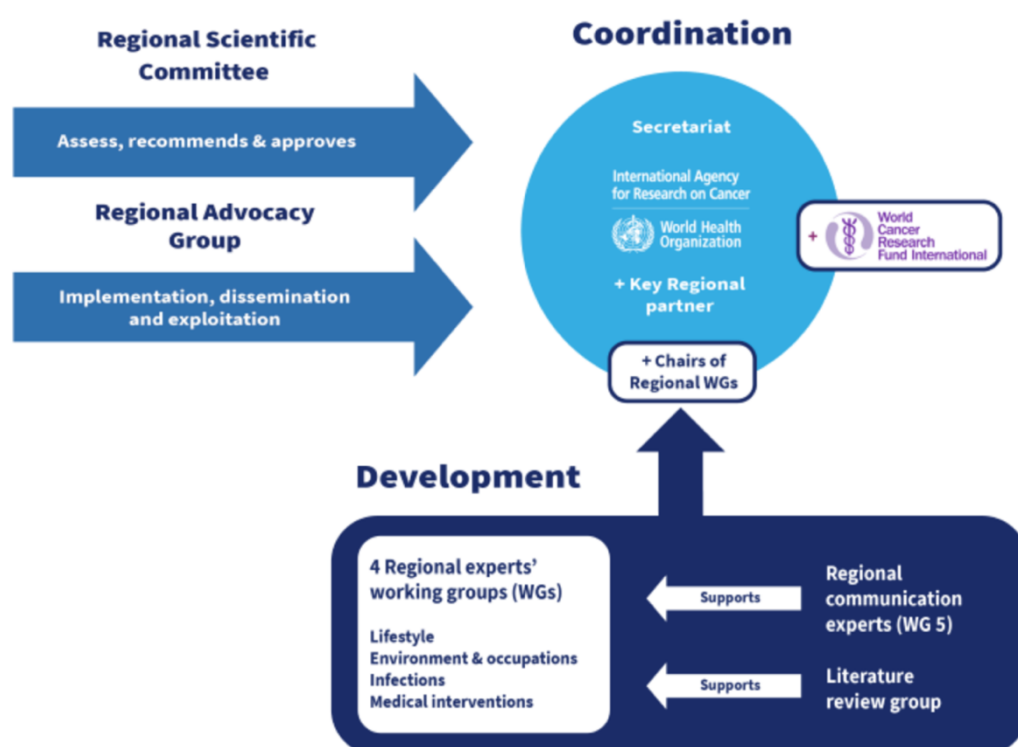 Regional Scientific
Committee
Assess, recommends & approves
Regional Advocacy
Group
Implementation, dissemination
and exploitation
Coordination
Secretariat
International Agency
for Research on Cancer
World Health
Organization
+ Key Regional
partner
+ World
Cancer
Research
Fund International
+ Chairs of
Regional WGs
Development
4 Regional experts’
working groups (WGs)
Lifestyle
Environment & occupations
Infections
Medical interventions
Supports
Regional
communication
experts (WG 5)
Supports
Literature
review group